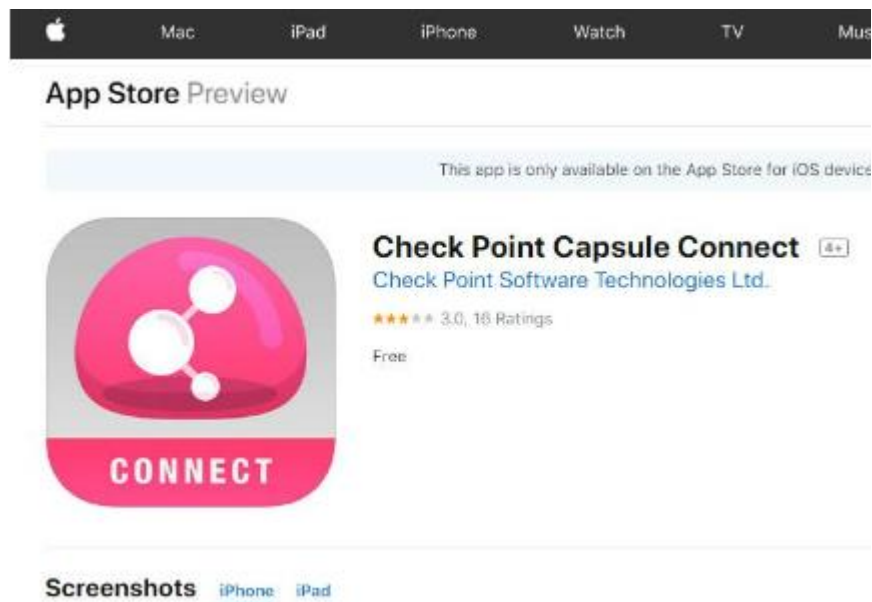 Mac iPad iPhone Watch TV Mus
App Store Preview
This app is only available on the App Store for iOS device
Check Point Capsule Connect 4+
Check Point Software Technologies Ltd.
3.0, 16 Ratings
Free
CONNECT
Screenshots iPhone iPad